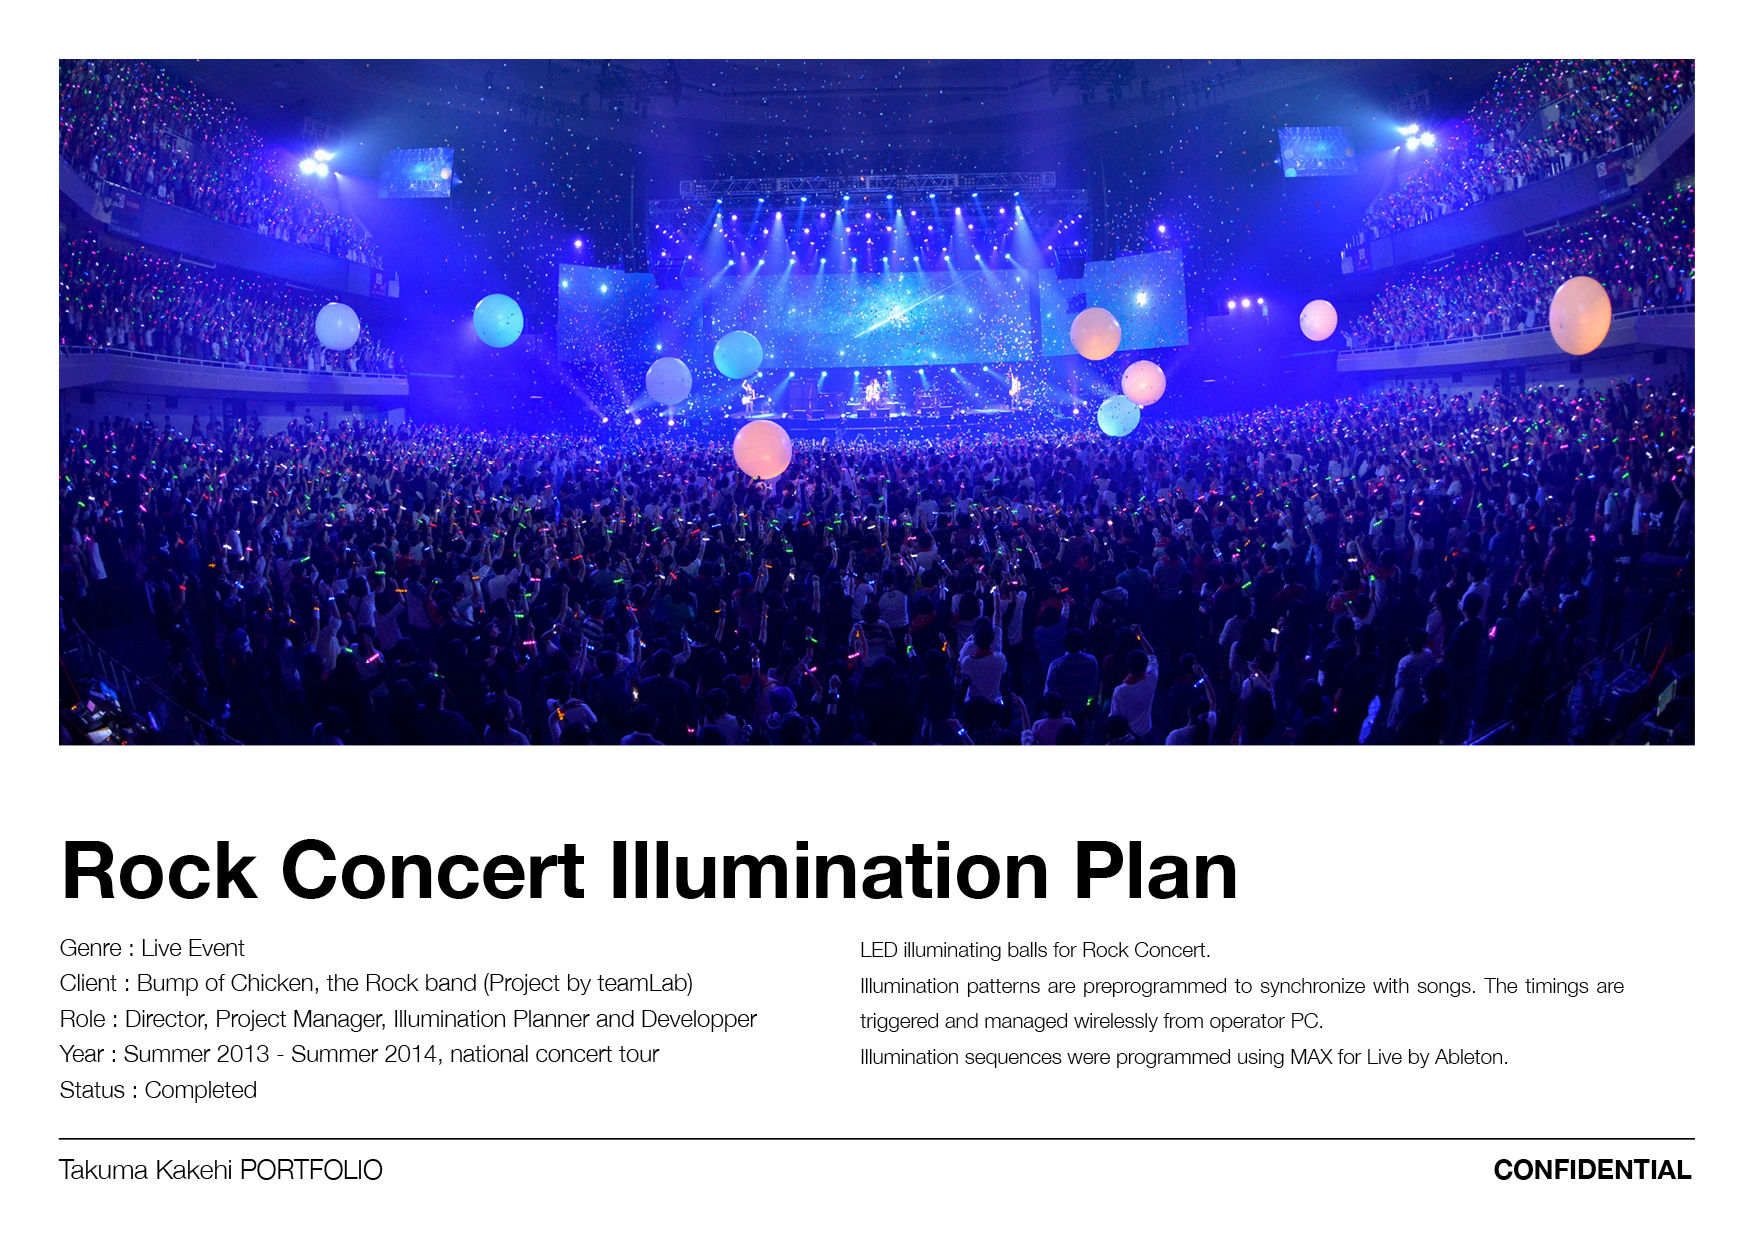 Rock Concert Illumination Plan
Genre : Live Event
Client : Bump of Chicken, the Rock band (Project by teamLab)
Role : Director, Project Manager, Illumination Planner and Developper
Year : Summer 2013 - Summer 2014, national concert tour
Status : Completed
LED illuminating balls for Rock Concert.
Illumination patterns are preprogrammed to synchronize with songs. The timings are
triggered and managed wirelessly from operator PC.
Illumination sequences were programmed using MAX for Live by Ableton.
Takuma Kakehi PORTFOLIO
CONFIDENTIAL